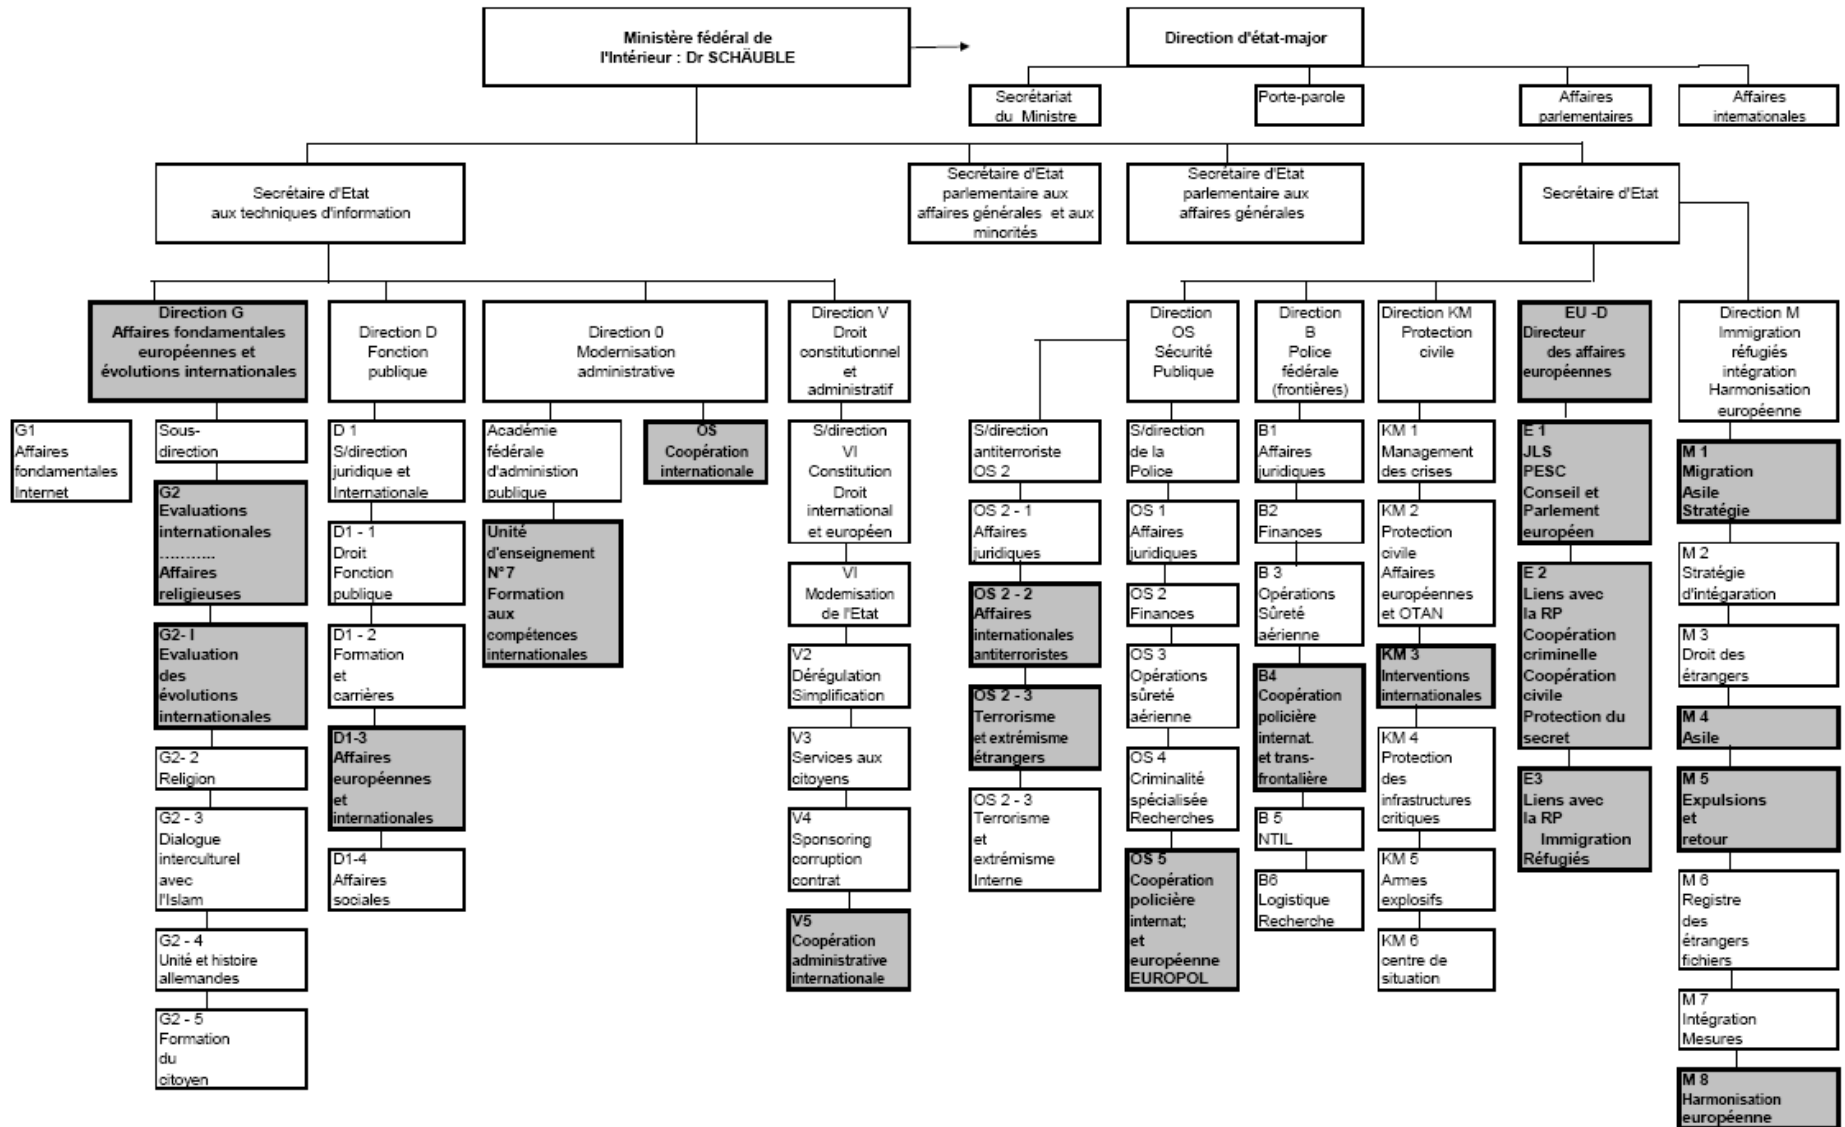 Ministère fédéral de
l'Intérieur : Dr SCHÄUBLE
Direction d'état-major
Secrétariat
du Ministre
Porte-parole
Affaires
parlementaires
Affaires
internationales
Secrétaire d'Etat
aux techniques d'information
Secrétaire d'Etat
parlementaire aux
affaires générales et aux
minorités
Secrétaire d'Etat
parlementaire aux
affaires générales
Secrétaire d'Etat
Direction G
Affaires fondamentales
européennes et
évolutions internationales
Direction D
Fonction
publique
Direction 0
Modernisation
administrative
Direction V
Droit
constitutionnel
et
administratif
Direction
OS
Sécurité
Publique
Direction
B
Police
fédérale
(frontières)
Direction KM
Protection
civile
EU -D
Directeur
des affaires
européennes
Direction M
Immigration
réfugiés
intégration
Harmonisation
européenne
G1
Affaires
fondamentales
Internet
Sous-
direction
G2
Evaluations
internationales
...........
Affaires
religieuses
G2- I
Evaluation
des
évolutions
internationales
G2- 2
Religion
G2 - 3
Dialogue
interculturel
avec
l'Islam
G2 - 4
Unité et histoire
allemandes
G2 - 5
Formation
du
citoyen
D 1
S/direction
juridique et
Internationale
D1 - 1
Droit
Fonction
publique
D1 - 2
Formation
et
carrières
D1-3
Affaires
européennes
et
internationales
D1-4
Affaires
sociales
Académie
fédérale
d'administion
publique
Unité
d'enseignement
N°7
Formation
aux
compétences
internationales
OS
Coopération
internationale
S/direction
VI
Constitution
Droit
international
et européen
VI
Modernisation
de l'Etat
V2
Dérégulation
Simplification
V3
Services aux
citoyens
V4
Sponsoring
corruption
contrat
V5
Coopération
administrative
internationale
S/direction
antiterroriste
OS 2
OS 2 - 1
Affaires
juridiques
OS 2 - 2
Affaires
internationales
antiterroristes
OS 2 - 3
Terrorisme
et extrémisme
étrangers
OS 2 - 3
Terrorisme
et
extrémisme
Interne
S/direction
de la
Police
OS 1
Affaires
juridiques
OS 2
Finances
OS 3
Opérations
sûreté
aérienne
OS 4
Criminalité
spécialisée
Recherches
OS 5
Coopération
policière
internat;
et
européenne
EUROPOL
B1
Affaires
juridiques
B2
Finances
B 3
Opérations
Sûreté
aérienne
B4
Coopération
policière
internat.
et trans-
frontalière
B 5
NTIL
B6
Logistique
Recherche
KM 1
Management
des crises
KM 2
Protection
civile
Affaires
européennes
et OTAN
KM 3
Interventions
internationales
KM 4
Protection
des
infrastructures
critiques
KM 5
Armes
explosifs
KM 6
centre de
situation
E 1
JLS
PESC
Conseil et
Parlement
européen
E 2
Liens avec
la RP
Coopération
criminelle
Coopération
civile
Protection du
secret
E3
Liens avec
la RP
Immigration
Réfugiés
M 1
Migration
Asile
Stratégie
M 2
Stratégie
d'intégaration
M 3
Droit des
étrangers
M 4
Asile
M 5
Expulsions
et
retour
M 6
Registre
des
étrangers
fichiers
M 7
Intégration
Mesures
M 8
Harmonisation
européenne